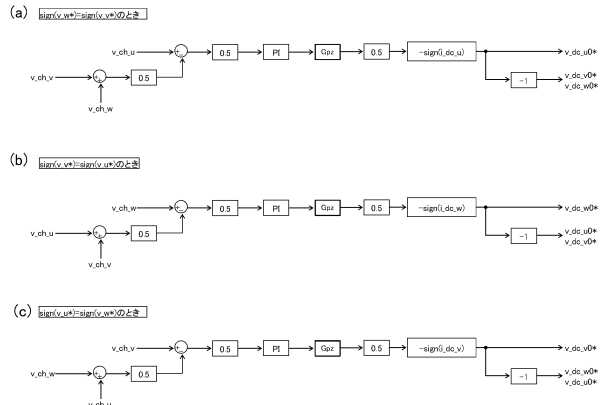 (a) sign(v_w*)=sign(v_v*)のとき
v_ch_u + - 0.5 PI Gpz 0.5 -sign(i_dc_u) v_dc_u0*
v_ch_v + + 0.5 -1 v_dc_v0*
v_dc_w0*
v_ch_w
(b) sign(v_v*)=sign(v_u*)のとき
v_ch_w + - 0.5 PI Gpz 0.5 -sign(i_dc_w) v_dc_w0*
v_ch_u + + 0.5 -1 v_dc_u0*
v_dc_v0*
v_ch_v
(c) sign(v_u*)=sign(v_w*)のとき
v_ch_v + - 0.5 PI Gpz 0.5 -sign(i_dc_v) v_dc_v0*
v_ch_w + + 0.5 -1 v_dc_w0*
v_dc_u0*
v_ch_u